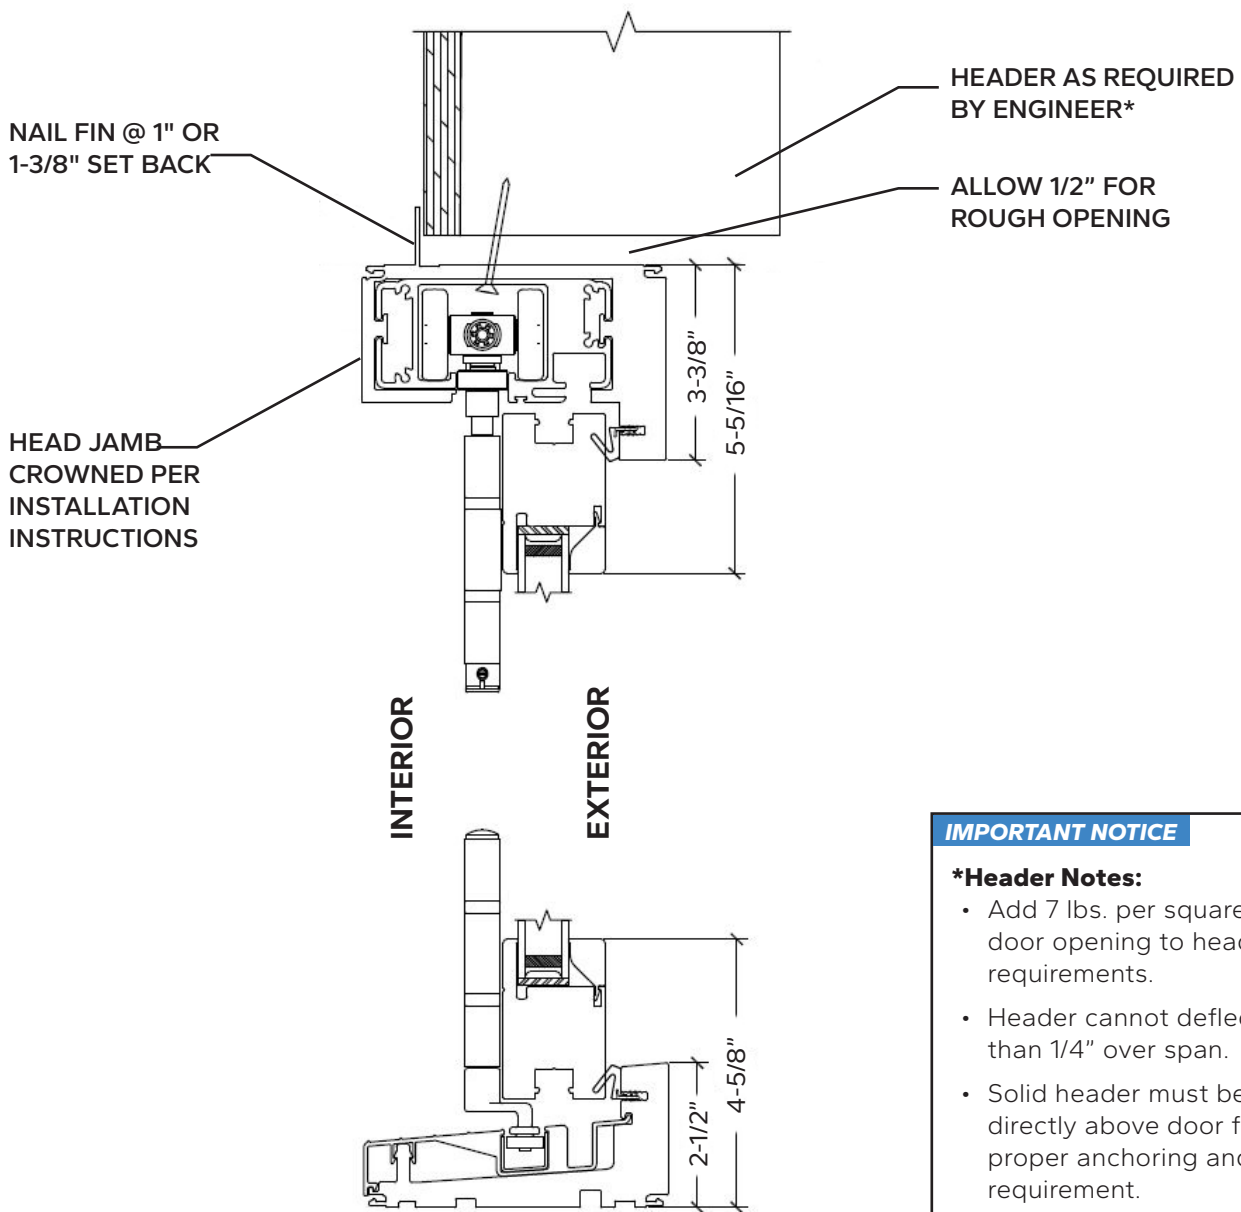 HEADER AS REQUIRED
BY ENGINEER*
NAIL FIN @ 1" OR
1-3/8" SET BACK
ALLOW 1/2” FOR
ROUGH OPENING
3-3/8”
5-5/16”
HEAD JAMB
CROWNED PER
INSTALLATION
INSTRUCTIONS
INTERIOR
EXTERIOR
2-1/2”
4-5/8”
IMPORTANT NOTICE
*Header Notes:
• Add 7 lbs. per square
door opening to head
requirements.
• Header cannot deflec
than 1/4” over span.
• Solid header must be
directly above door f
proper anchoring and
requirement.